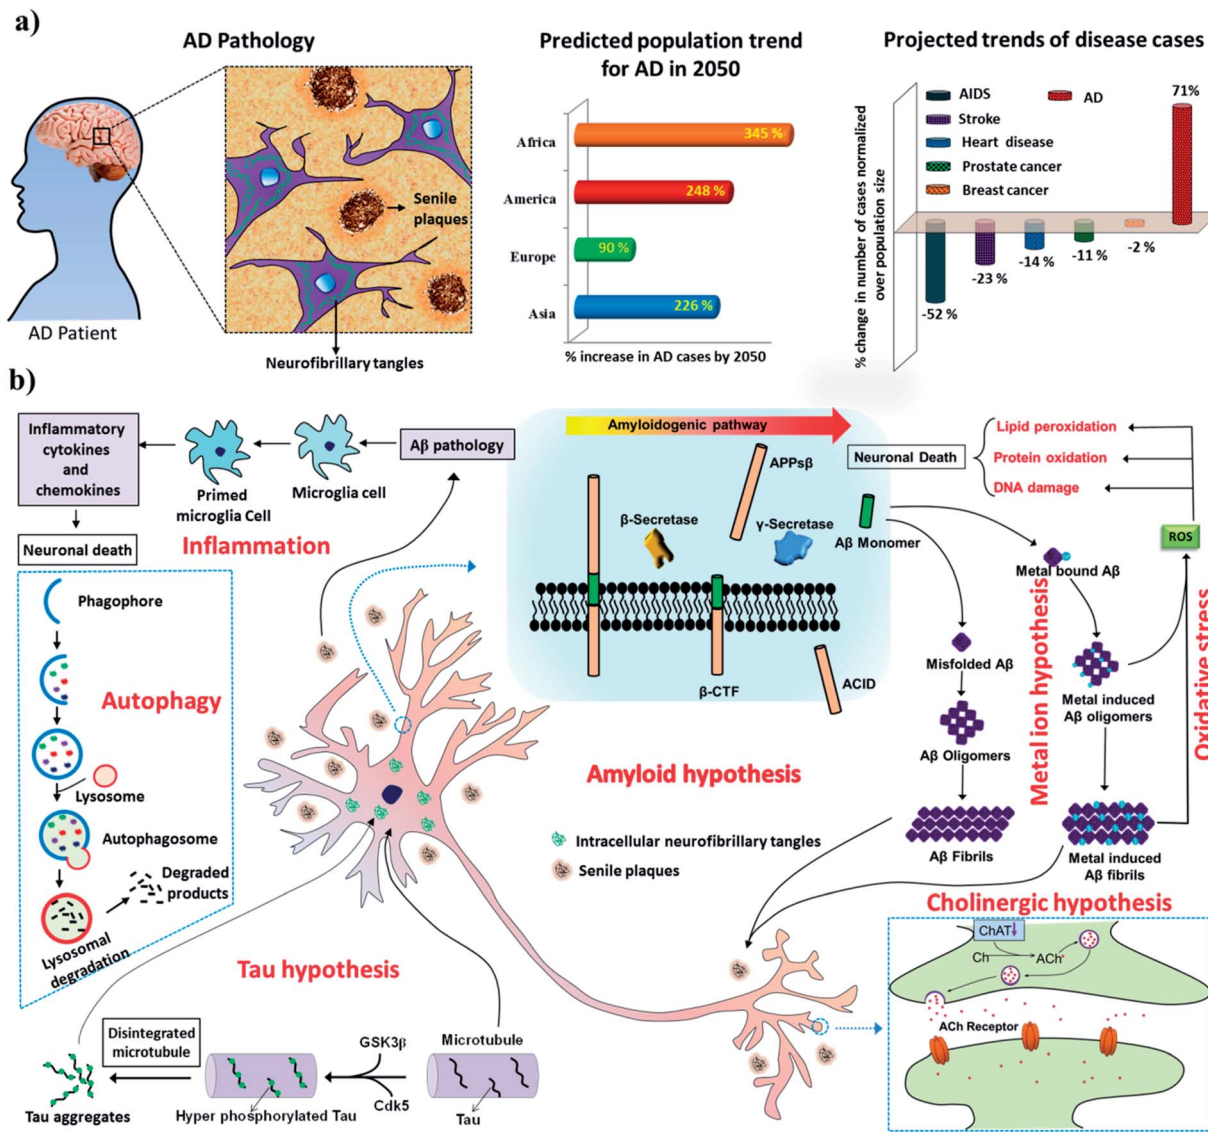 a)
AD Pathology
Senile
plaques
AD Patient
Neurofibrillary tangles
Predicted population trend
for AD in 2050
Africa
345 %
America
248 %
Europe
90 %
Asia
226 %
% increase in AD cases by 2050
Projected trends of disease cases
% change in number of cases normalized
over population size
AIDS
AD
Stroke
Heart disease
Prostate cancer
Breast cancer
71%
-52 %
-23 %
-14 %
-11 %
-2 %
b)
Inflammatory
cytokines
and
chemokines
Primed
microglia Cell
Microglia cell
Aβ pathology
Neuronal death
Inflammation
Phagophore
Autophagy
Lysosome
Autophagosome
Degraded
products
Lysosomal
degradation
Amyloidogenic pathway
APPsβ
β-Secretase
γ-Secretase
Aβ Monomer
β-CTF
ACID
Neuronal Death
Lipid peroxidation
Protein oxidation
DNA damage
ROS
Metal bound Aβ
Misfolded Aβ
Metal induced
Aβ oligomers
Aβ Oligomers
Aβ Fibrils
Metal induced
Aβ fibrils
Metal ion hypothesis
Oxidative stress
Amyloid hypothesis
Intracellular neurofibrillary tangles
Senile plaques
Cholinergic hypothesis
ChAT
Ch
ACh
ACh Receptor
Tau hypothesis
Disintegrated
microtubule
Tau aggregates
Hyper phosphorylated Tau
GSK3β
Cdk5
Microtubule
Tau